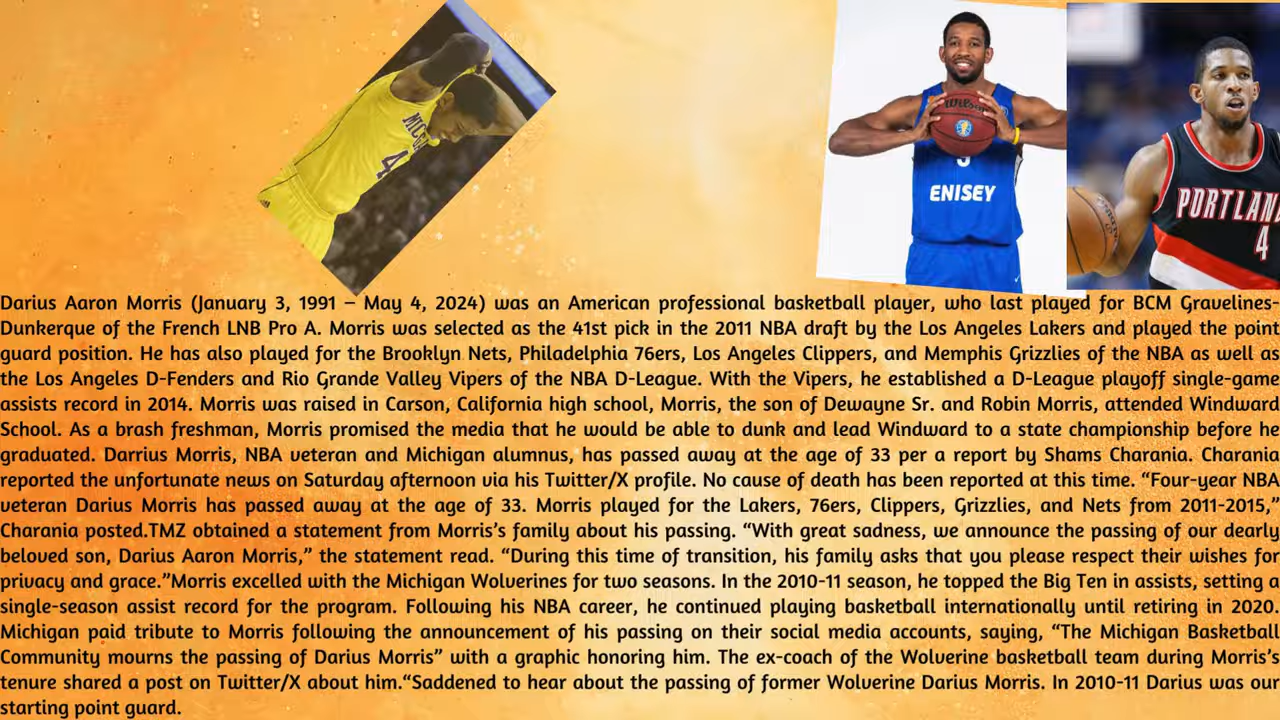 MICHIGAN
4
Wilson
5
ENISEY
PORTLAN
4
Darius Aaron Morris (January 3, 1991 – May 4, 2024) was an American professional basketball player, who last played for BCM Gravelines-
Dunkerque of the French LNB Pro A. Morris was selected as the 41st pick in the 2011 NBA draft by the Los Angeles Lakers and played the point
guard position. He has also played for the Brooklyn Nets, Philadelphia 76ers, Los Angeles Clippers, and Memphis Grizzlies of the NBA as well as
the Los Angeles D-Fenders and Rio Grande Valley Vipers of the NBA D-League. With the Vipers, he established a D-League playoff single-game
assists record in 2014. Morris was raised in Carson, California high school, Morris, the son of Dewayne Sr. and Robin Morris, attended Windward
School. As a brash freshman, Morris promised the media that he would be able to dunk and lead Windward to a state championship before he
graduated. Darrius Morris, NBA veteran and Michigan alumnus, has passed away at the age of 33 per a report by Shams Charania. Charania
reported the unfortunate news on Saturday afternoon via his Twitter/X profile. No cause of death has been reported at this time. “Four-year NBA
veteran Darius Morris has passed away at the age of 33. Morris played for the Lakers, 76ers, Clippers, Grizzlies, and Nets from 2011-2015,”
Charania posted.TMZ obtained a statement from Morris’s family about his passing. “With great sadness, we announce the passing of our dearly
beloved son, Darius Aaron Morris,” the statement read. “During this time of transition, his family asks that you please respect their wishes for
privacy and grace.”Morris excelled with the Michigan Wolverines for two seasons. In the 2010-11 season, he topped the Big Ten in assists, setting a
single-season assist record for the program. Following his NBA career, he continued playing basketball internationally until retiring in 2020.
Michigan paid tribute to Morris following the announcement of his passing on their social media accounts, saying, “The Michigan Basketball
Community mourns the passing of Darius Morris” with a graphic honoring him. The ex-coach of the Wolverine basketball team during Morris’s
tenure shared a post on Twitter/X about him.“Saddened to hear about the passing of former Wolverine Darius Morris. In 2010-11 Darius was our
starting point guard.